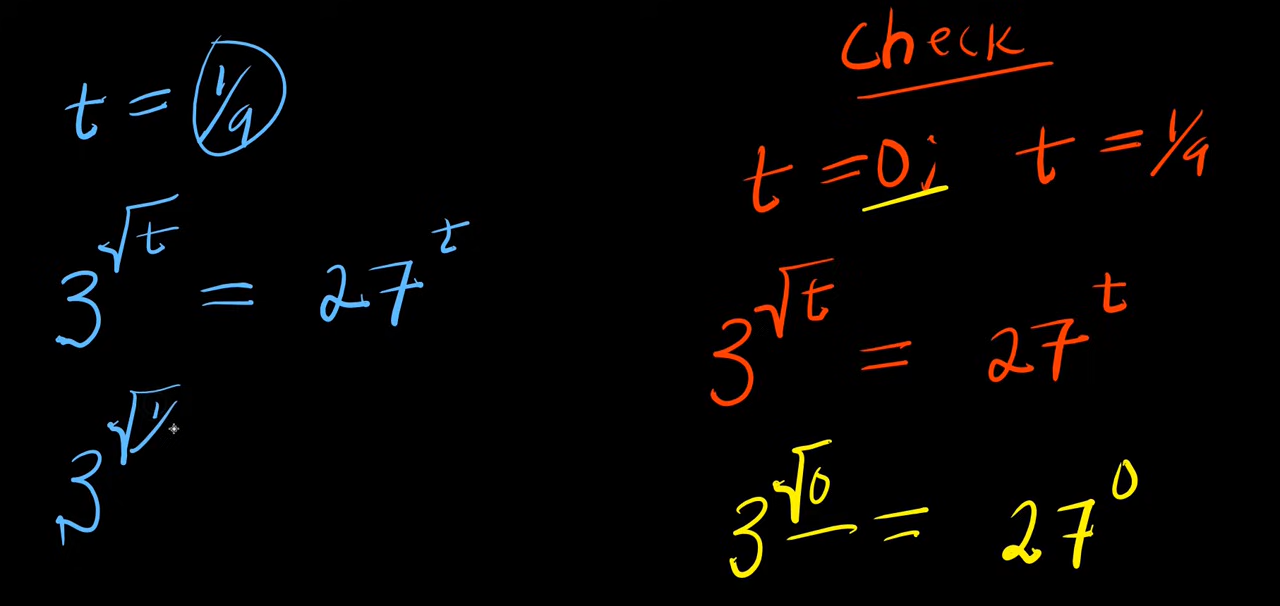 t = 1/9
3^√t = 27^t
3^√1/
Check
t = 0; t = 1/9
3^√t = 27^t
3^√0 = 27^0